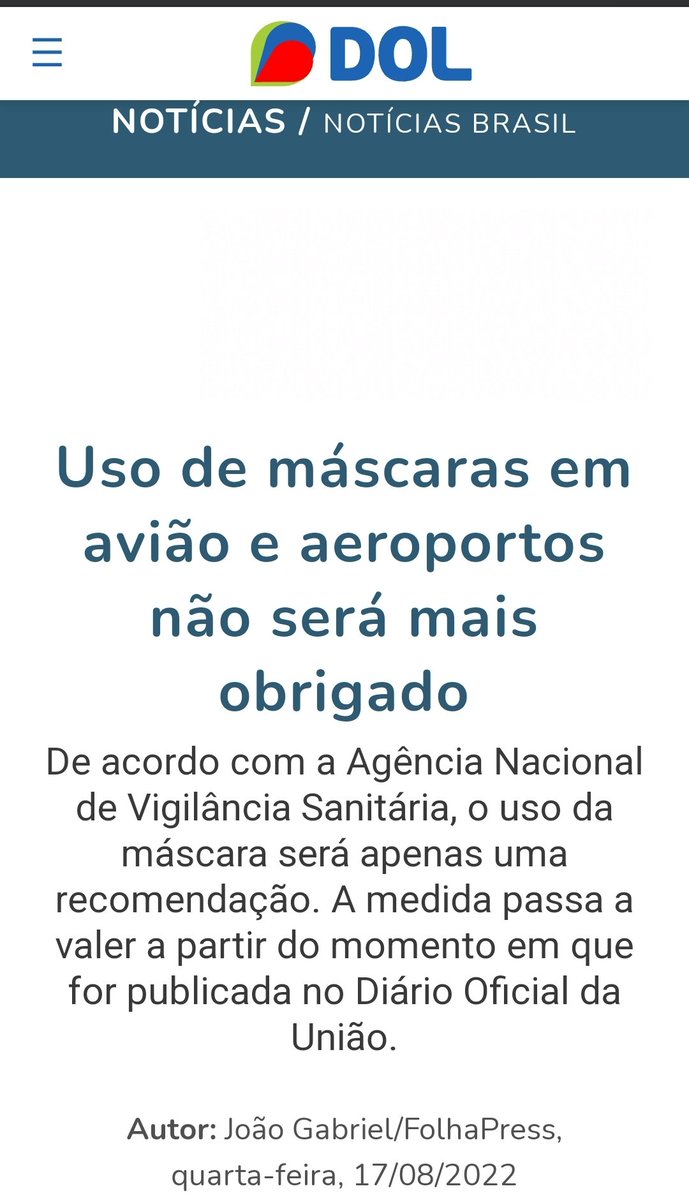 DOL
NOTÍCIAS / NOTÍCIAS BRASIL
Uso de máscaras em
avião e aeroportos
não será mais
obrigado
De acordo com a Agência Nacional
de Vigilância Sanitária, o uso da
máscara será apenas uma
recomendação. A medida passa a
valer a partir do momento em que
for publicada no Diário Oficial da
União.
Autor: João Gabriel/FolhaPress,
quarta-feira, 17/08/2022